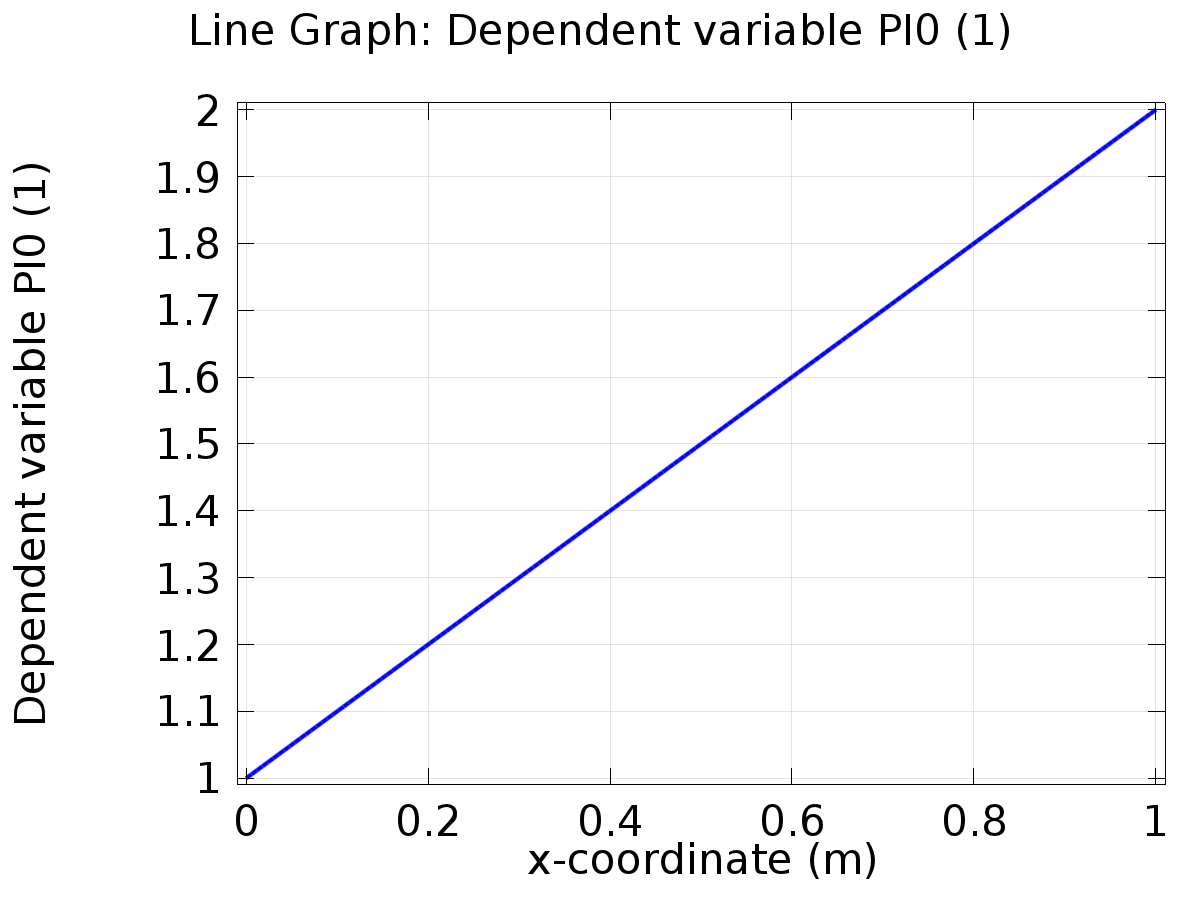 Line Graph: Dependent variable PI0 (1)
Dependent variable PI0 (1)
2
1.9
1.8
1.7
1.6
1.5
1.4
1.3
1.2
1.1
1
0 0.2 0.4 0.6 0.8 1
x-coordinate (m)